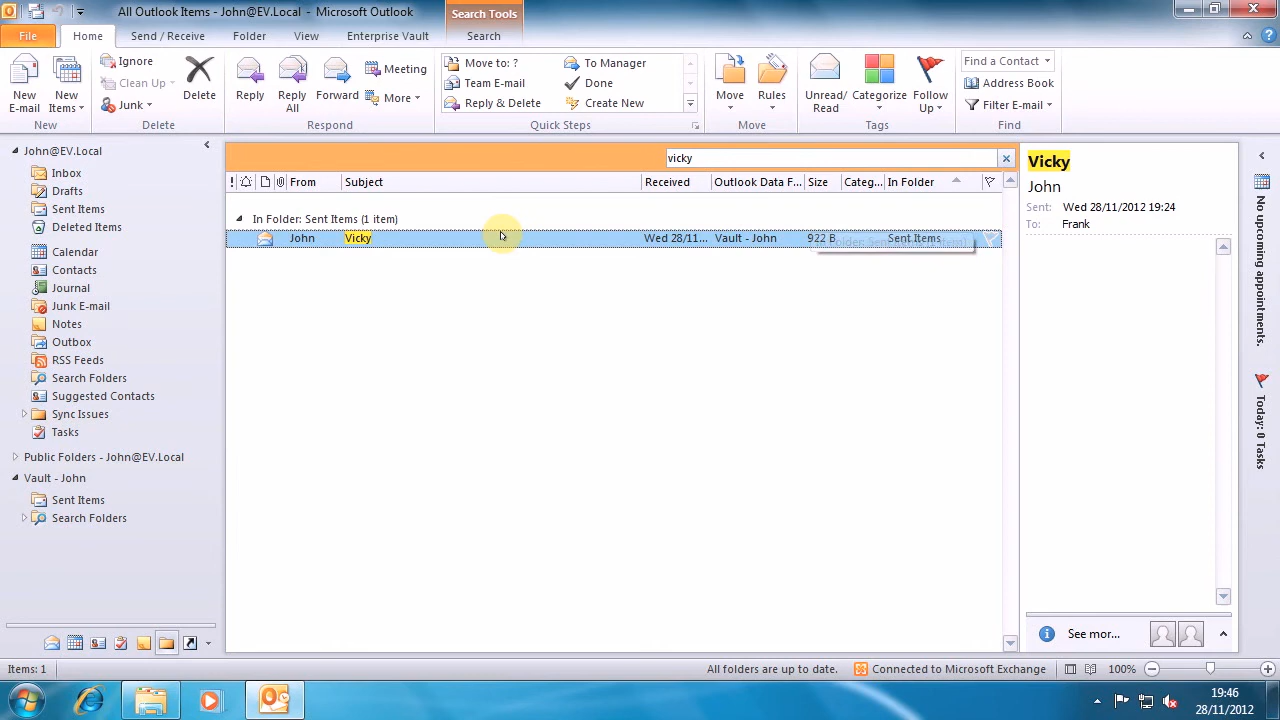 All Outlook Items - John@EV.Local - Microsoft Outlook
Search Tools
File
Home
Send / Receive
Folder
View
Enterprise Vault
Search
New E-mail
New Items
New
Ignore
Clean Up
Junk
Delete
Delete
Reply
Reply All
Forward
Meeting
More
Respond
Move to: ?
To Manager
Team E-mail
Done
Reply & Delete
Create New
Quick Steps
Move
Rules
Move
Unread/ Read
Categorize
Follow Up
Tags
Find a Contact
Address Book
Filter E-mail
Find
John@EV.Local
Inbox
Drafts
Sent Items
Deleted Items
Calendar
Contacts
Journal
Junk E-mail
Notes
Outbox
RSS Feeds
Search Folders
Suggested Contacts
Sync Issues
Tasks
Public Folders - John@EV.Local
Vault - John
Sent Items
Search Folders
vicky
! From Subject Received Outlook Data F... Size Categ... In Folder
In Folder: Sent Items (1 item)
John Vicky Wed 28/11... Vault - John 922 B Sent Items
Vicky
John
Sent: Wed 28/11/2012 19:24
To: Frank
See mor...
No upcoming appointments.
Today: 0 Tasks
Items: 1
All folders are up to date.
Connected to Microsoft Exchange
100%
19:46
28/11/2012